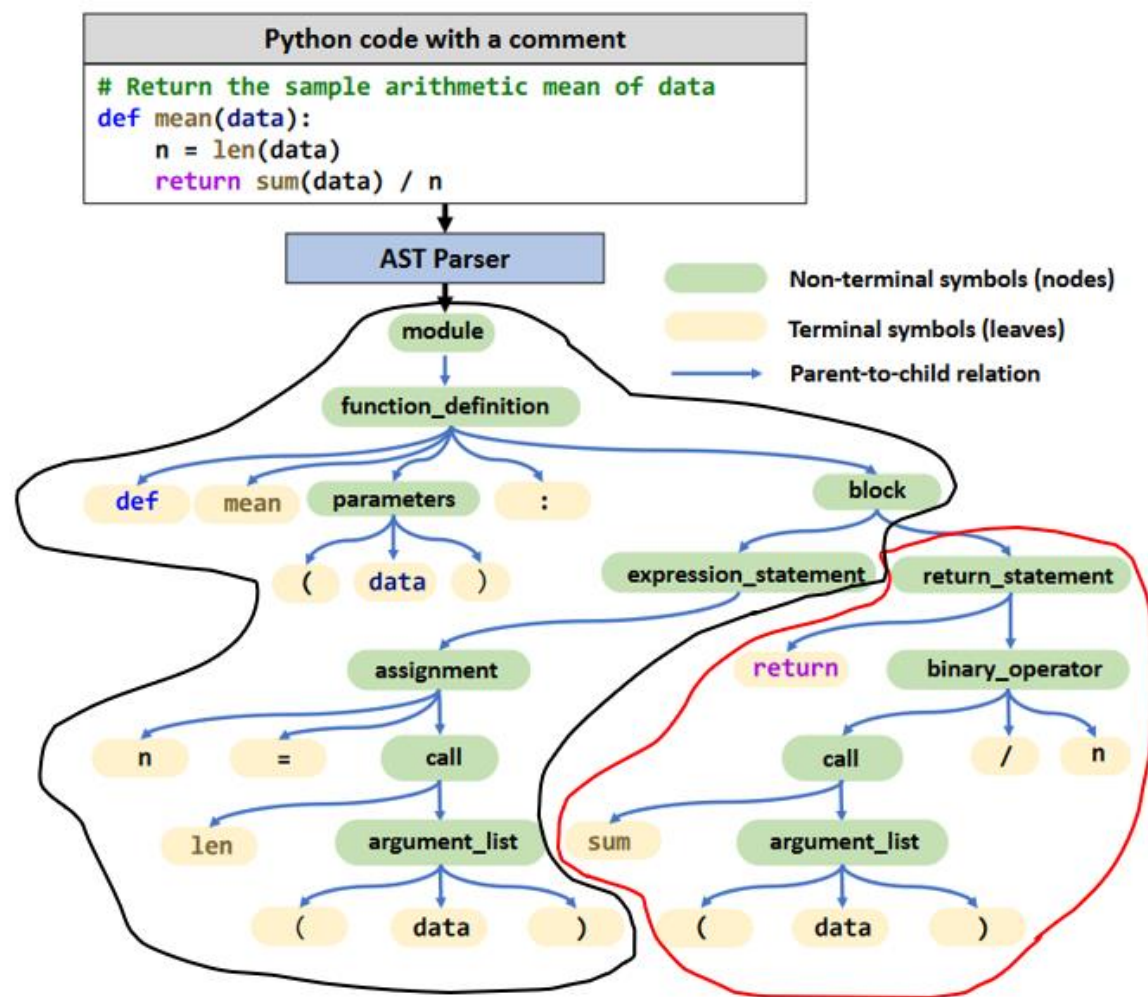 Python code with a comment
# Return the sample arithmetic mean of data
def mean(data):
n = len(data)
return sum(data) / n
AST Parser
Non-terminal symbols (nodes)
Terminal symbols (leaves)
Parent-to-child relation
module
function_definition
def mean parameters : block
( data ) expression_statement return_statement
assignment return binary_operator
n = call call / n
len argument_list sum argument_list
( data ) ( data )